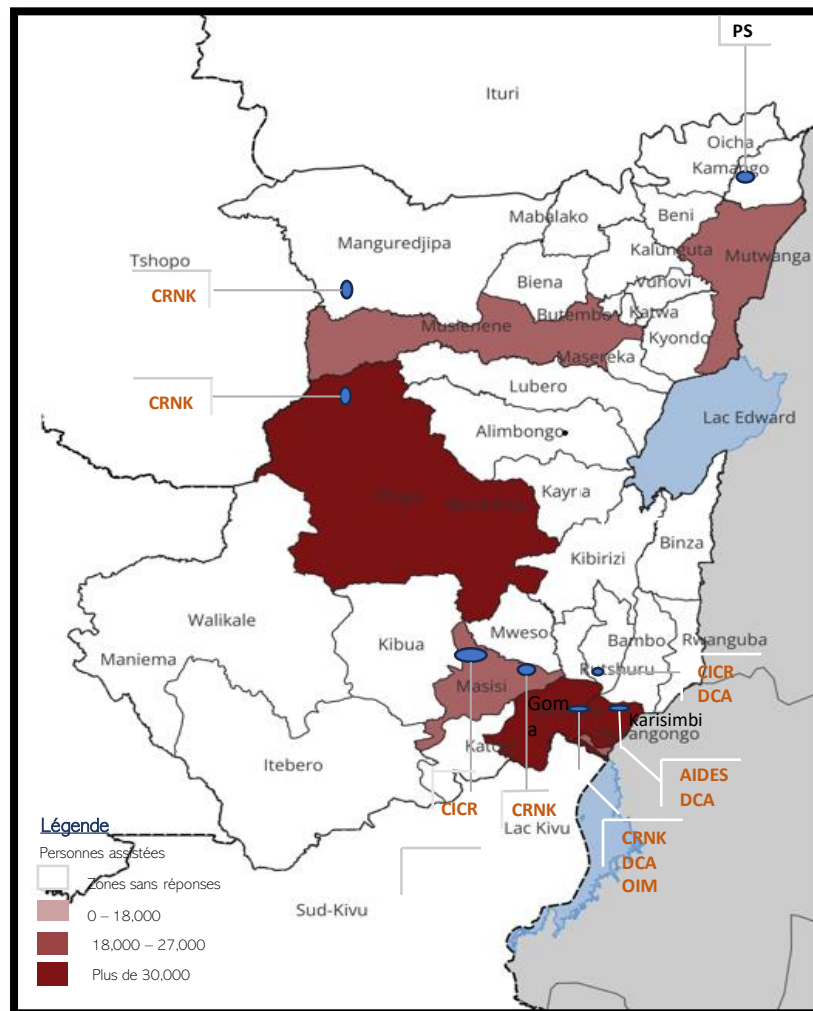 PS
Ituri
Oicha
Kamango
Mabalako
Beni
Manguredjipa
Kalunguta
Mutwanga
Tshopo
Biena
Vuhovi
CRNK
Musienene
Butembo
Katwa
Kyondo
Masereka
Lubero
CRNK
Lac Edward
Alimbongo
Kayna
Binza
Kibirizi
Walikale
Kibua
Mweso
Bambo
Rwanguba
Maniema
Rutshuru
CICR
DCA
Masisi
Gom
a
Karisimbi
Itebero
AIDES
DCA
CICR
CRNK
Lac Kivu
CRNK
DCA
OIM
Sud-Kivu
Légende
Personnes assistées
Zones sans réponses
0 – 18,000
18,000 – 27,000
Plus de 30,000